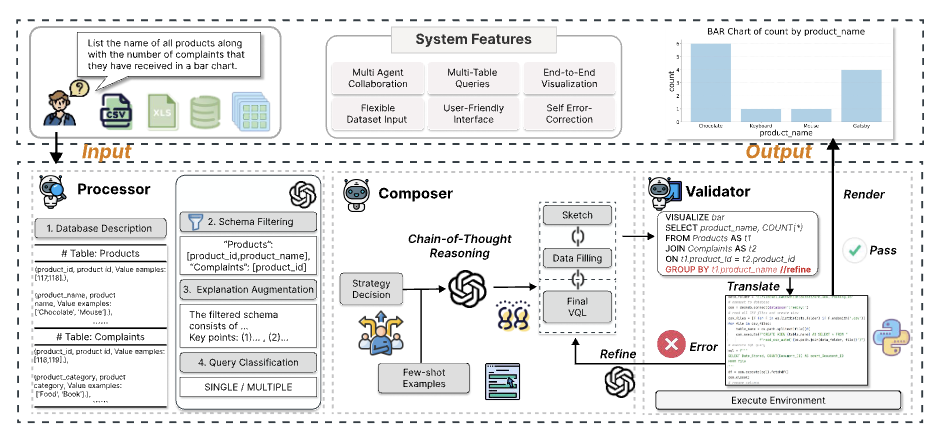 List the name of all products along
with the number of complaints that
they have received in a bar chart.
CSV
XLS
System Features
Multi Agent
Collaboration
Multi-Table
Queries
End-to-End
Visualization
Flexible
Dataset Input
User-Friendly
Interface
Self Error-
Correction
BAR Chart of count by product_name
count
6
5
4
3
2
1
0
Chocolate
Keyboard
Mouse
Gatsby
product_name
Input
Output
Processor
1. Database Description
# Table: Products
(product_id, product id, Value examples:
[117,118].),
(product_name, product
name, Value examples:
['Chocolate', 'Mouse'].),
......
# Table: Complaints
(product_id, product id, Value examples:
[118,119].),
(product_category, product
category, Value examples:
['Food', 'Book'].),
......
2. Schema Filtering
"Products":
[product_id,product_name],
"Complaints": [product_id]
3. Explanation Augmentation
The filtered schema
consists of ...
Key points: (1)... , (2)...
4. Query Classification
SINGLE / MULTIPLE
Composer
Chain-of-Thought
Reasoning
Strategy
Decision
Few-shot
Examples
Sketch
Data Filling
Final
VQL
Validator
VISUALIZE bar
SELECT product_name, COUNT(*)
FROM Products AS t1
JOIN Complaints AS t2
ON t1.product_id = t2.product_id
GROUP BY t1.product_name //refine
Translate
Render
Pass
Error
Refine
Execute Environment